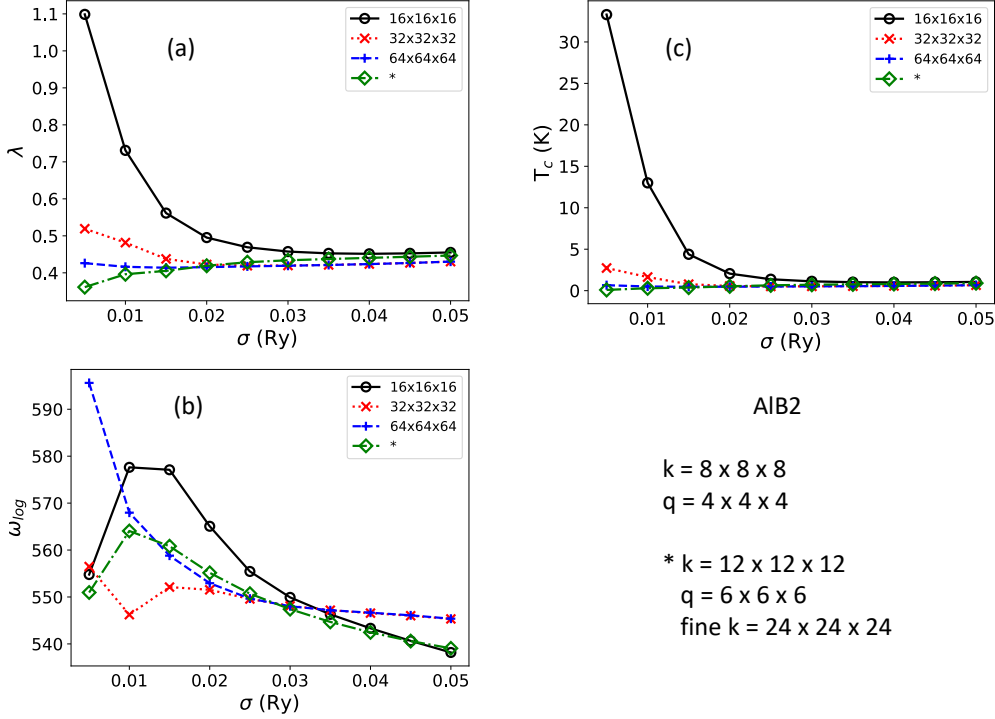 (a)
16x16x16
32x32x32
64x64x64
*
1.1
1.0
0.9
0.8
0.7
0.6
0.5
0.4
λ
0.01 0.02 0.03 0.04 0.05
σ (Ry)
(c)
16x16x16
32x32x32
64x64x64
*
30
25
20
15
10
5
0
T_c (K)
0.01 0.02 0.03 0.04 0.05
σ (Ry)
(b)
16x16x16
32x32x32
64x64x64
*
590
580
570
560
550
540
ω_log
0.01 0.02 0.03 0.04 0.05
σ (Ry)
AlB2
k = 8 x 8 x 8
q = 4 x 4 x 4
* k = 12 x 12 x 12
q = 6 x 6 x 6
fine k = 24 x 24 x 24